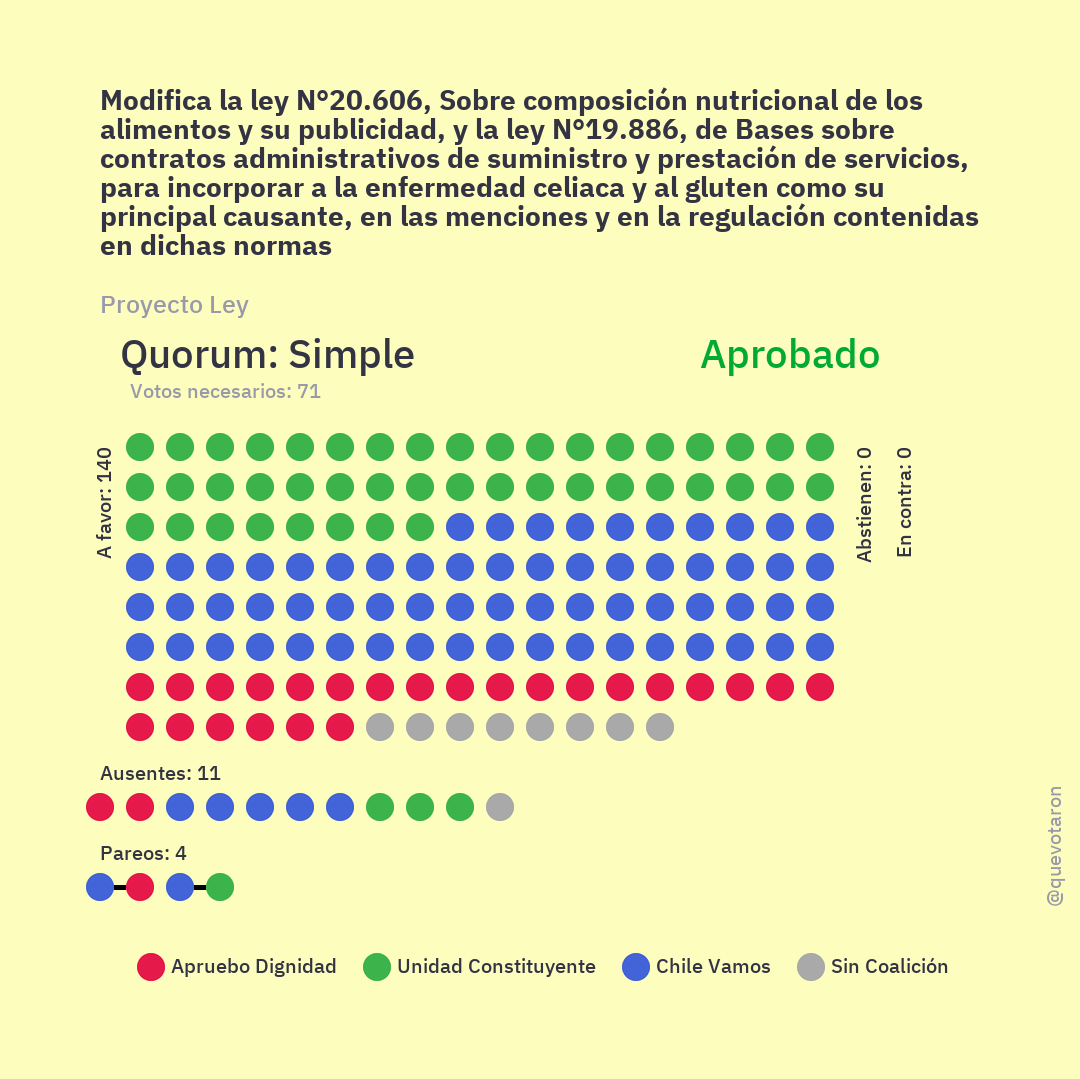 Modifica la ley N°20.606, Sobre composición nutricional de los
alimentos y su publicidad, y la ley N°19.886, de Bases sobre
contratos administrativos de suministro y prestación de servicios,
para incorporar a la enfermedad celiaca y al gluten como su
principal causante, en las menciones y en la regulación contenidas
en dichas normas
Proyecto Ley
Quorum: Simple
Aprobado
Votos necesarios: 71
A favor: 140
Abstienen: 0
En contra: 0
Ausentes: 11
Pareos: 4
@quevotaron
Apruebo Dignidad
Unidad Constituyente
Chile Vamos
Sin Coalición